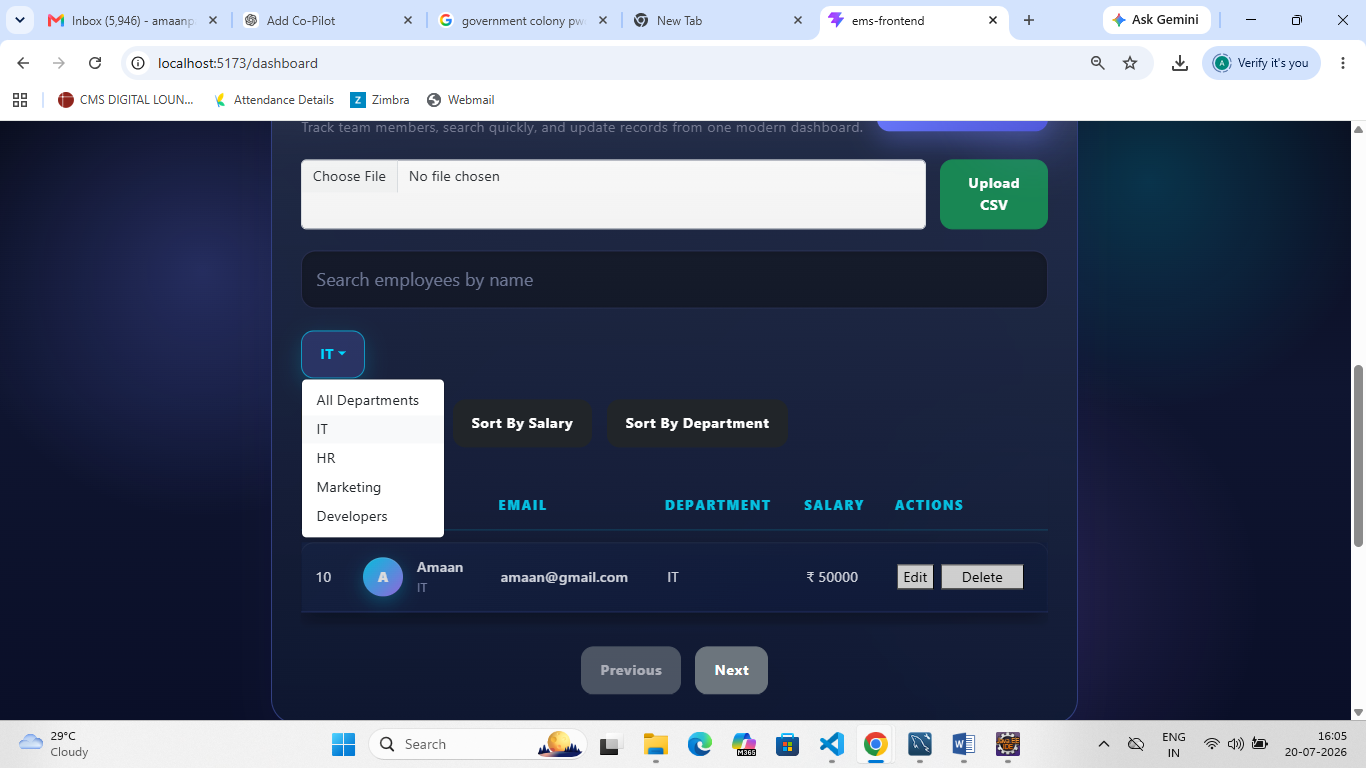 Inbox (5,946) - amaanp
Add Co-Pilot
government colony pw
New Tab
ems-frontend
Ask Gemini
localhost:5173/dashboard
A
Verify it's you
CMS DIGITAL LOUN...
Attendance Details
Z
Zimbra
Webmail
Track team members, search quickly, and update records from one modern dashboard.
Choose File
No file chosen
Upload
CSV
Search employees by name
IT
All Departments
IT
HR
Marketing
Developers
Sort By Salary
Sort By Department
EMAIL
DEPARTMENT
SALARY
ACTIONS
10
A
Amaan
IT
amaan@gmail.com
IT
₹ 50000
Edit
Delete
Previous
Next
29°C
Cloudy
Search
M365
ENG
IN
16:05
20-07-2026